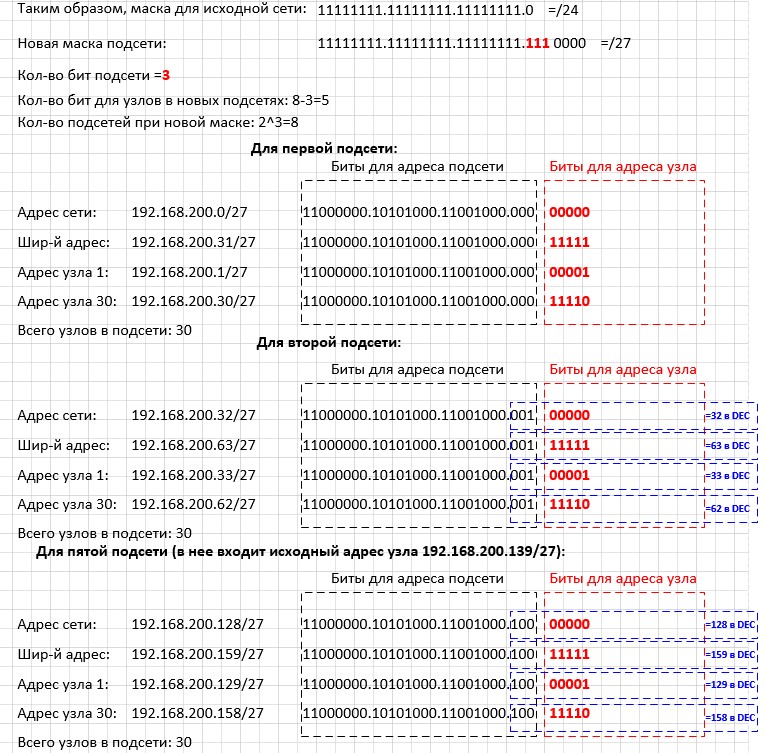 Таким образом, маска для исходной сети: 11111111.11111111.11111111.0 =/24
Новая маска подсети: 11111111.11111111.11111111.111 0000 =/27
Кол-во бит подсети =3
Кол-во бит для узлов в новых подсетях: 8-3=5
Кол-во подсетей при новой маске: 2^3=8
Для первой подсети:
Биты для адреса подсети Биты для адреса узла
Адрес сети: 192.168.200.0/27 11000000.10101000.11001000.000 00000
Шир-й адрес: 192.168.200.31/27 11000000.10101000.11001000.000 11111
Адрес узла 1: 192.168.200.1/27 11000000.10101000.11001000.000 00001
Адрес узла 30: 192.168.200.30/27 11000000.10101000.11001000.000 11110
Всего узлов в подсети: 30
Для второй подсети:
Биты для адреса подсети Биты для адреса узла
Адрес сети: 192.168.200.32/27 11000000.10101000.11001000.001 00000 =32 в DEC
Шир-й адрес: 192.168.200.63/27 11000000.10101000.11001000.001 11111 =63 в DEC
Адрес узла 1: 192.168.200.33/27 11000000.10101000.11001000.001 00001 =33 в DEC
Адрес узла 30: 192.168.200.62/27 11000000.10101000.11001000.001 11110 =62 в DEC
Всего узлов в подсети: 30
Для пятой подсети (в нее входит исходный адрес узла 192.168.200.139/27):
Биты для адреса подсети Биты для адреса узла
Адрес сети: 192.168.200.128/27 11000000.10101000.11001000.100 00000 =128 в DEC
Шир-й адрес: 192.168.200.159/27 11000000.10101000.11001000.100 11111 =159 в DEC
Адрес узла 1: 192.168.200.129/27 11000000.10101000.11001000.100 00001 =129 в DEC
Адрес узла 30: 192.168.200.158/27 11000000.10101000.11001000.100 11110 =158 в DEC
Всего узлов в подсети: 30